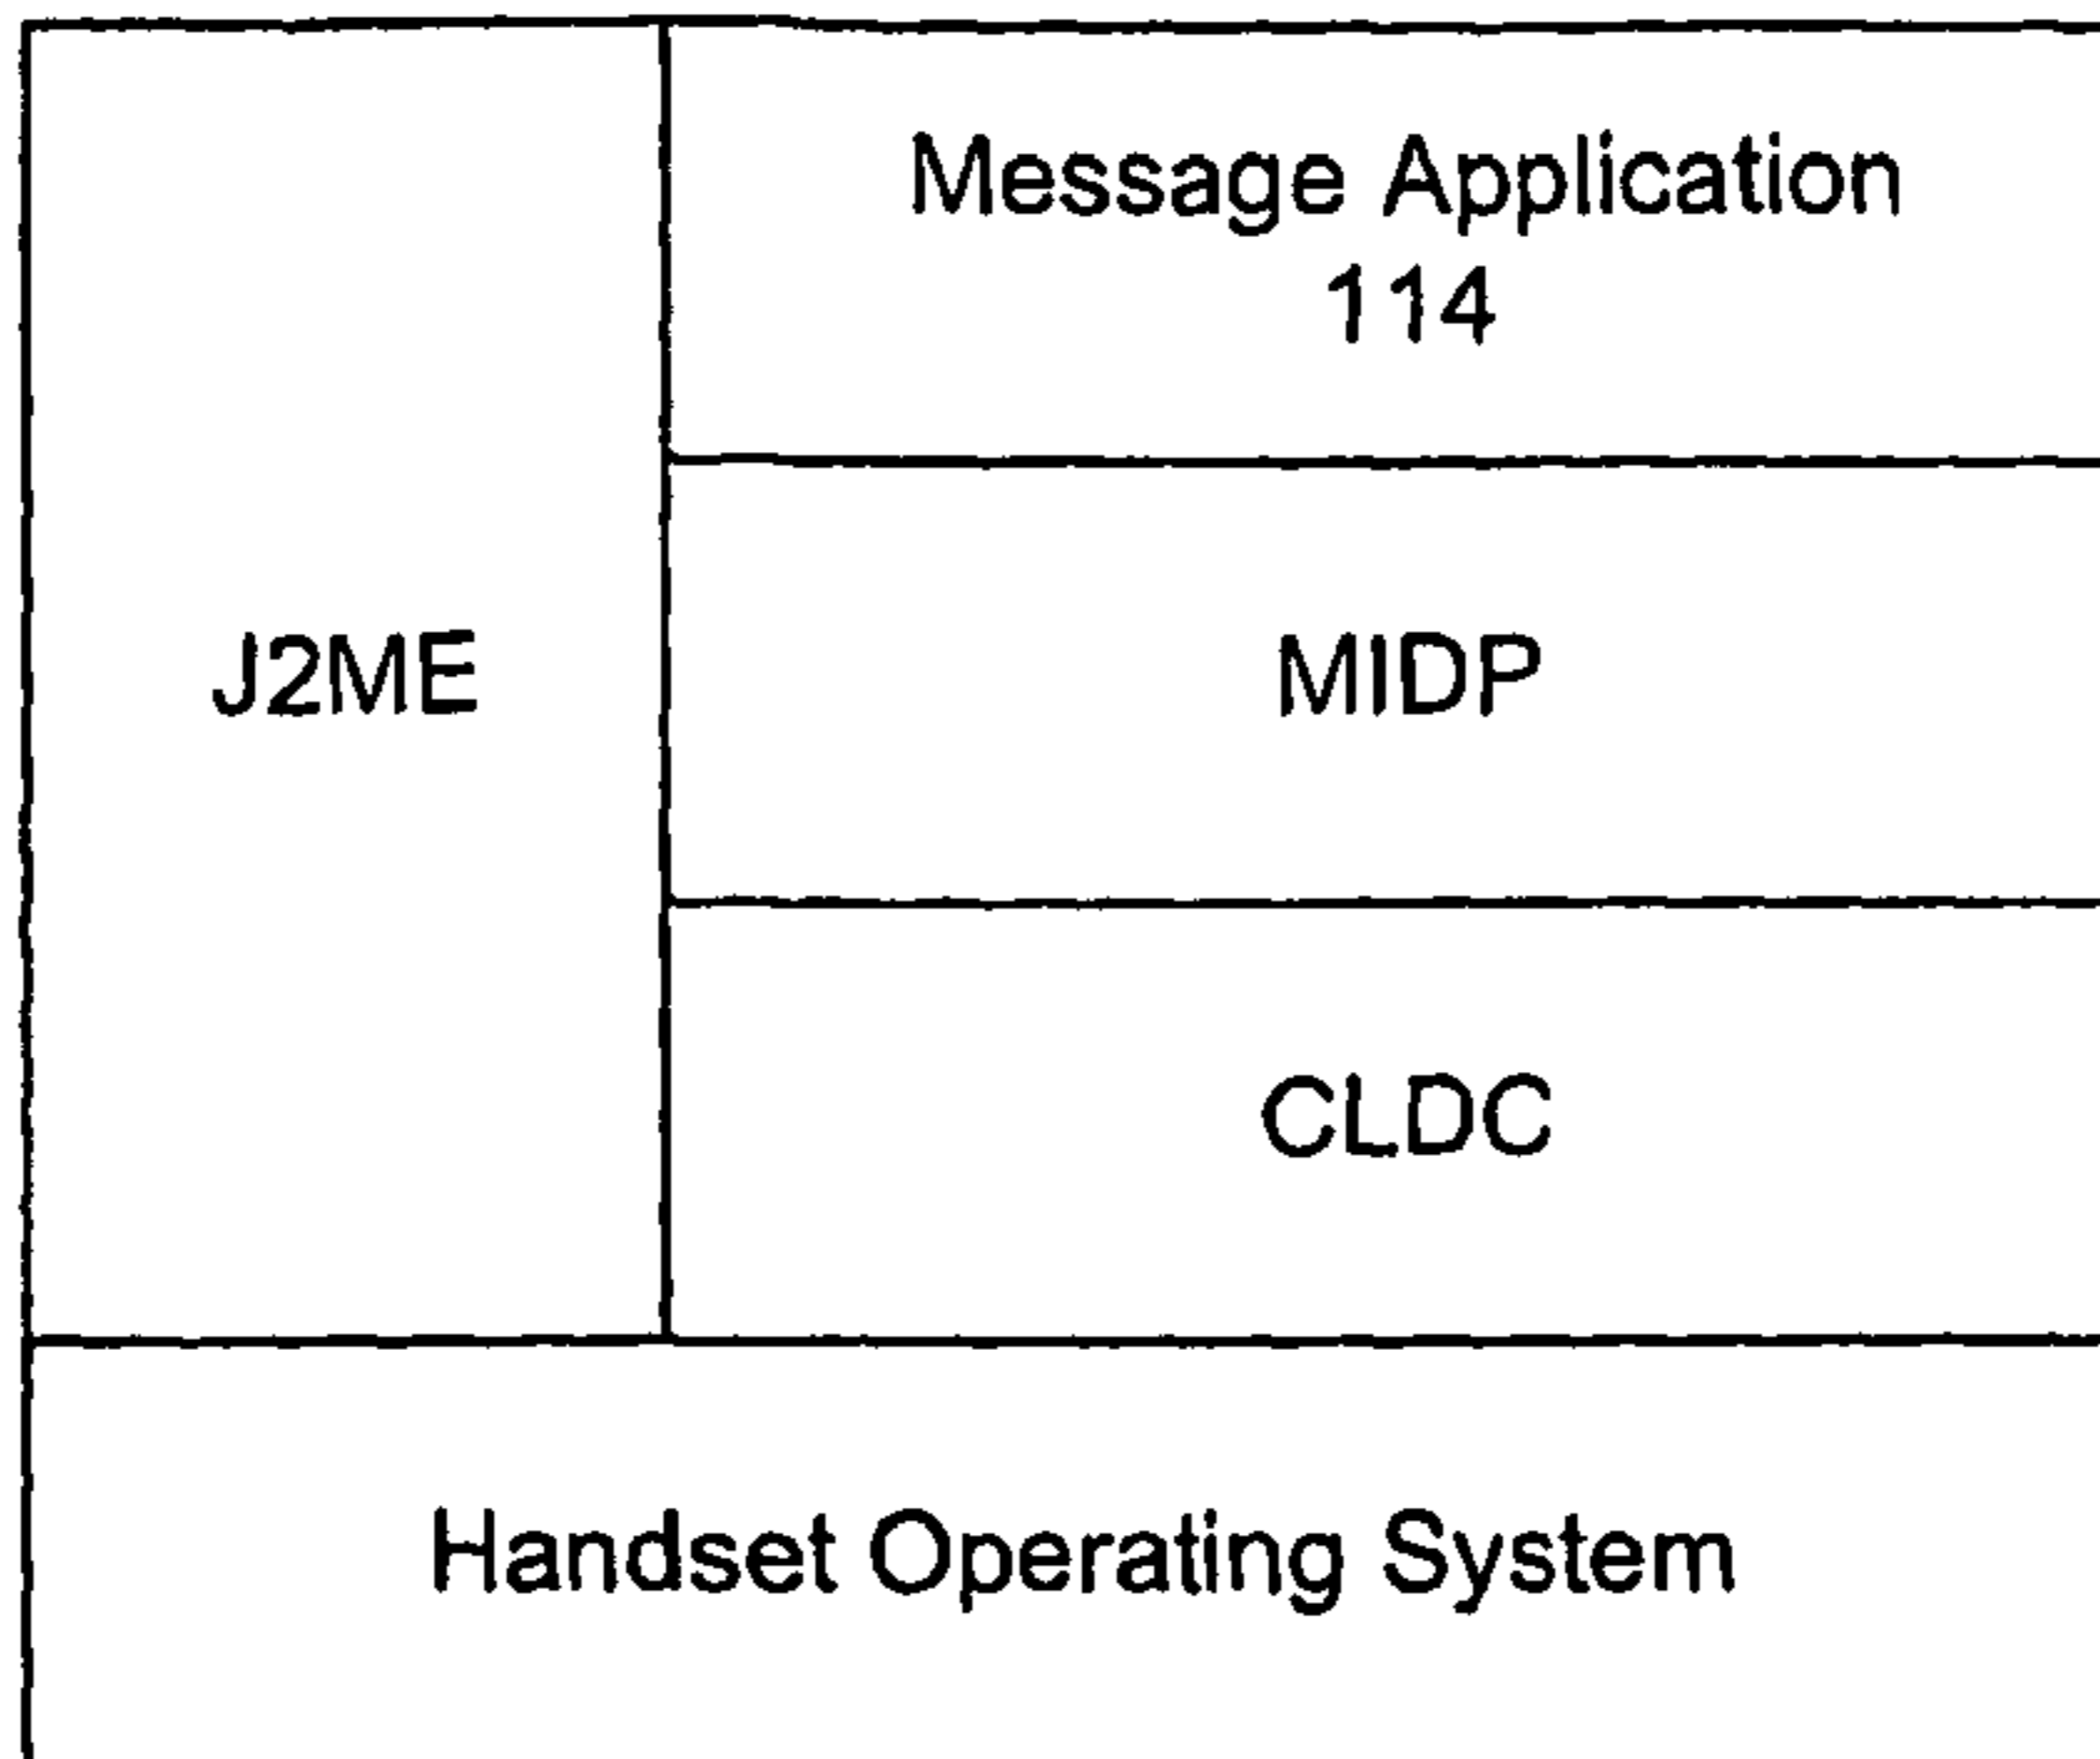 Message Application
114
J2ME
MIDP
CLDC
Handset Operating System